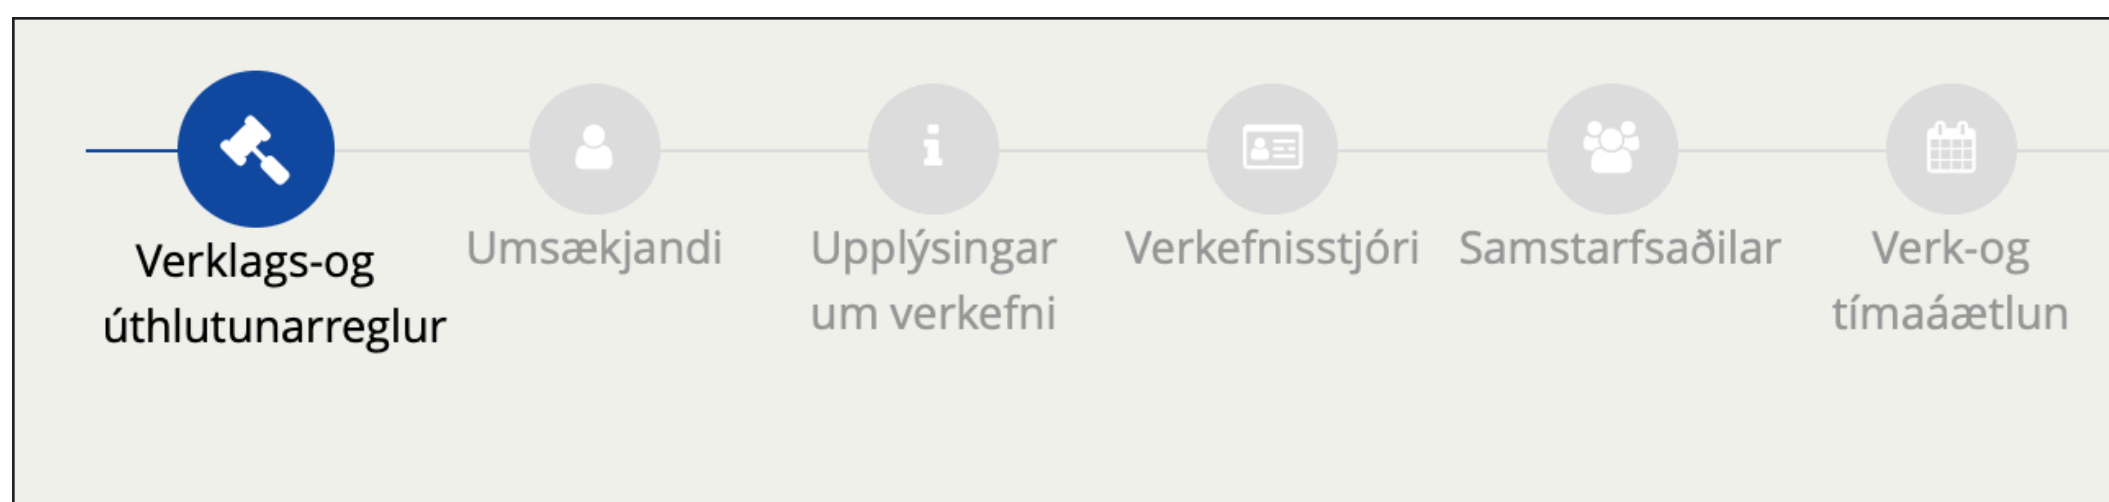 Verklags-og
úthlutunarreglur
Umsækjandi
Upplýsingar
um verkefni
Verkefnisstjóri
Samstarfsaðilar
Verk-og
tímaáætlun